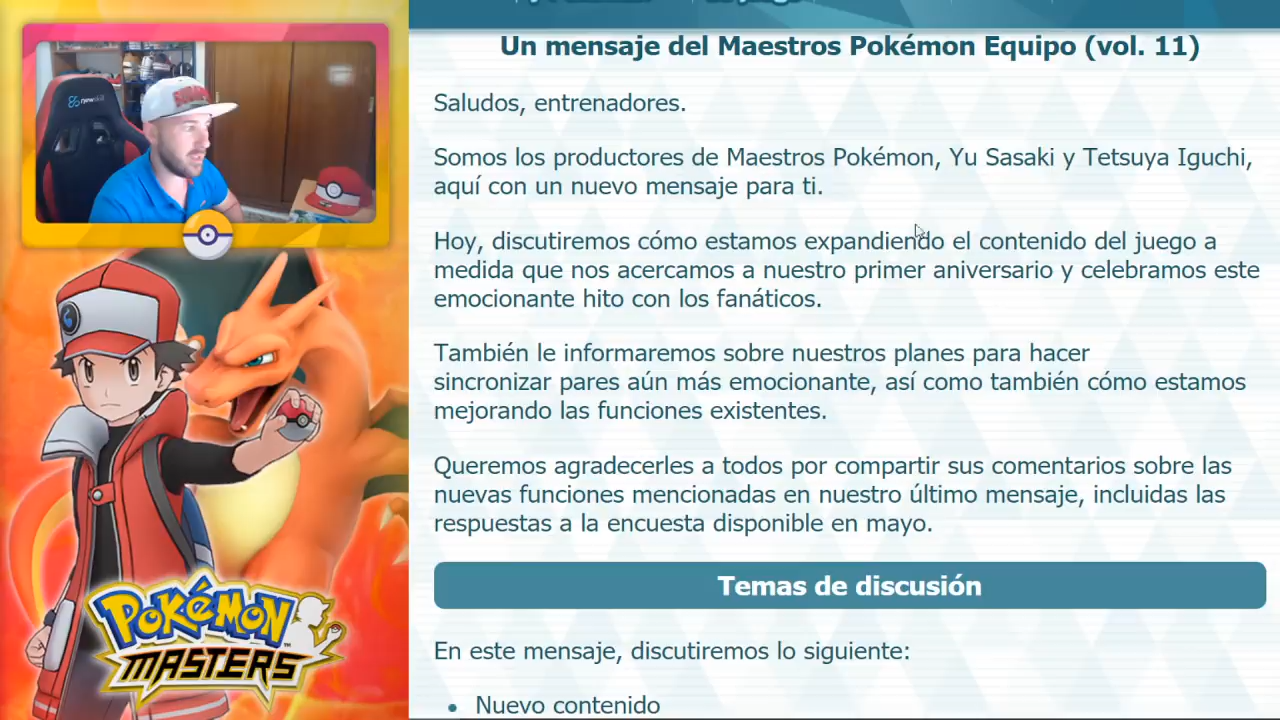 Un mensaje del Maestros Pokémon Equipo (vol. 11)
Saludos, entrenadores.
Somos los productores de Maestros Pokémon, Yu Sasaki y Tetsuya Iguchi,
aquí con un nuevo mensaje para ti.
Hoy, discutiremos cómo estamos expandiendo el contenido del juego a
medida que nos acercamos a nuestro primer aniversario y celebramos este
emocionante hito con los fanáticos.
También le informaremos sobre nuestros planes para hacer
sincronizar pares aún más emocionante, así como también cómo estamos
mejorando las funciones existentes.
Queremos agradecerles a todos por compartir sus comentarios sobre las
nuevas funciones mencionadas en nuestro último mensaje, incluidas las
respuestas a la encuesta disponible en mayo.
Temas de discusión
En este mensaje, discutiremos lo siguiente:
• Nuevo contenido
newskill
POKÉMON
MASTERS